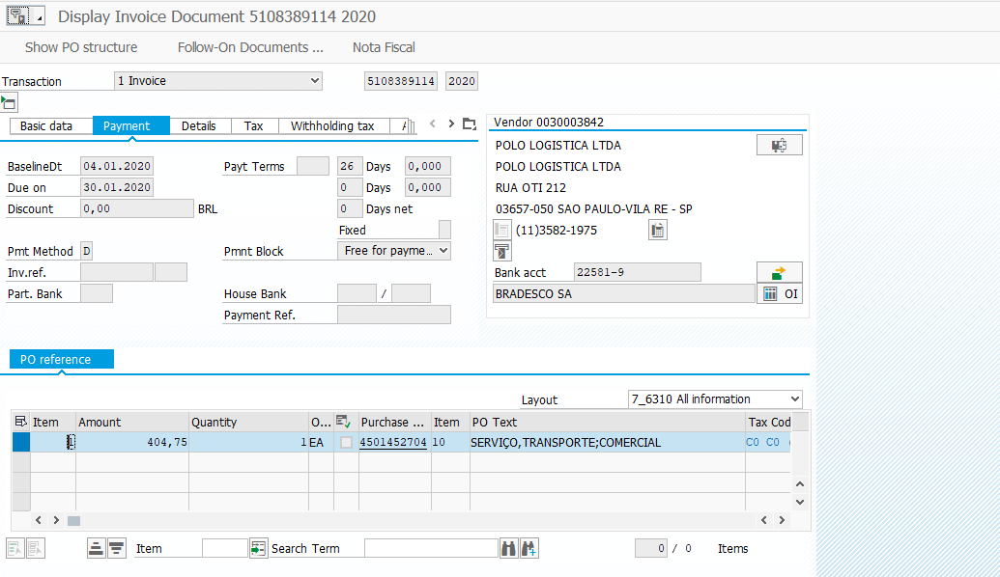 Display Invoice Document 5108389114 2020
Show PO structure Follow-On Documents ... Nota Fiscal
Transaction 1 Invoice 5108389114 2020
Basic data Payment Details Tax Withholding tax
Vendor 0030003842
BaselineDt 04.01.2020 Payt Terms 26 Days 0,000
Due on 30.01.2020 0 Days 0,000
Discount 0,00 BRL 0 Days net
Fixed
Pmt Method D Pmnt Block Free for payme...
Inv.ref.
Part. Bank House Bank /
Payment Ref.
POLO LOGISTICA LTDA
POLO LOGISTICA LTDA
RUA OTI 212
03657-050 SAO PAULO-VILA RE - SP
(11)3582-1975
Bank acct 22581-9
BRADESCO SA OI
PO reference
Layout 7_6310 All information
Item Amount Quantity O... Purchase ... Item PO Text Tax Cod
1 404,75 1 EA 4501452704 10 SERVIÇO,TRANSPORTE;COMERCIAL C0 C0
Item Search Term 0 / 0 Items